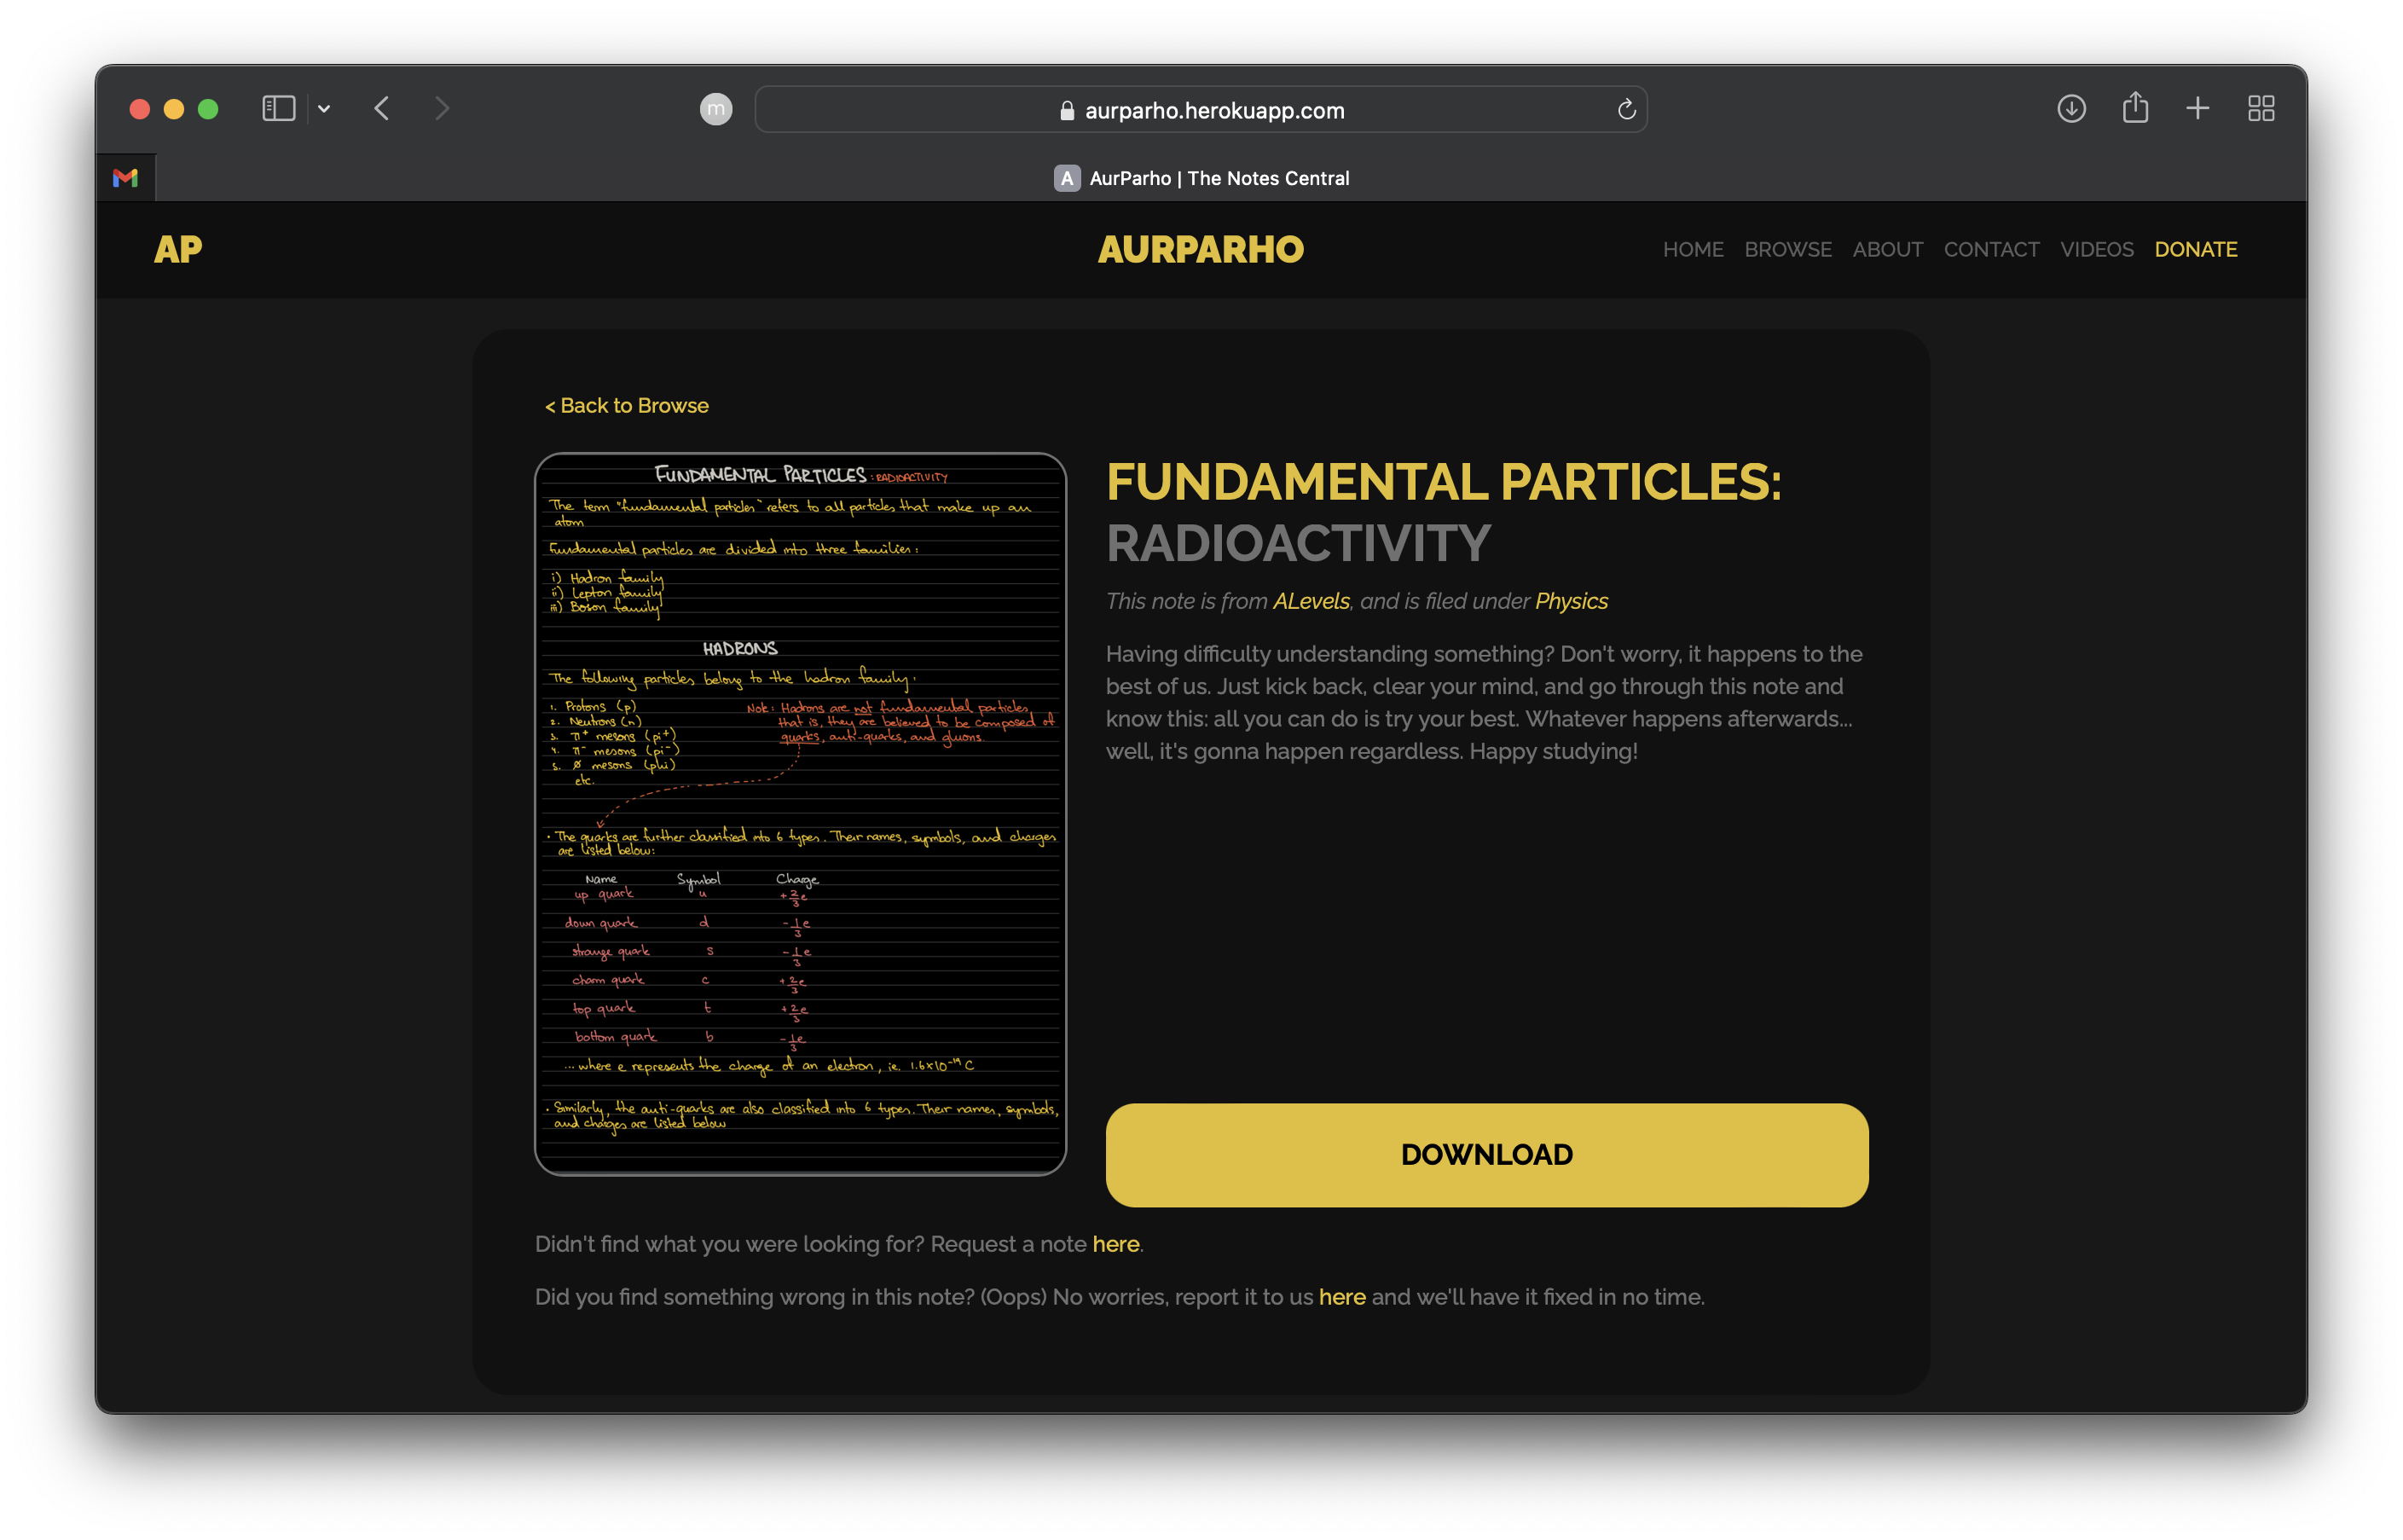 m
aurparho.herokuapp.com
A AurParho | The Notes Central
AP
AURPARHO
HOME BROWSE ABOUT CONTACT VIDEOS DONATE
< Back to Browse
FUNDAMENTAL PARTICLES: RADIOACTIVITY
The term "fundamental particles" refers to all particles that make up an
atom
Fundamental particles are divided into three families:
i) Hadron family
ii) Lepton family
iii) Boson family
HADRONS
The following particles belong to the hadron family:
1. Protons (p)
2. Neutrons (n)
3. π+ mesons (pi+)
4. π- mesons (pi-)
5. ø mesons (phi)
etc.
Note: Hadrons are not fundamental particles
that is, they are believed to be composed of
quarks, anti-quarks, and gluons.
• The quarks are further classified into 6 types. Their names, symbols, and charges
are listed below:
Name Symbol Charge
up quark u +2/3 e
down quark d -1/3 e
strange quark s -1/3 e
charm quark c +2/3 e
top quark t +2/3 e
bottom quark b -1/3 e
... where e represents the charge of an electron, ie. 1.6×10⁻¹⁹ C
• Similarly, the anti-quarks are also classified into 6 types. Their names, symbols,
and charges are listed below
FUNDAMENTAL PARTICLES:
RADIOACTIVITY
This note is from ALevels, and is filed under Physics
Having difficulty understanding something? Don't worry, it happens to the
best of us. Just kick back, clear your mind, and go through this note and
know this: all you can do is try your best. Whatever happens afterwards...
well, it's gonna happen regardless. Happy studying!
DOWNLOAD
Didn't find what you were looking for? Request a note here.
Did you find something wrong in this note? (Oops) No worries, report it to us here and we'll have it fixed in no time.